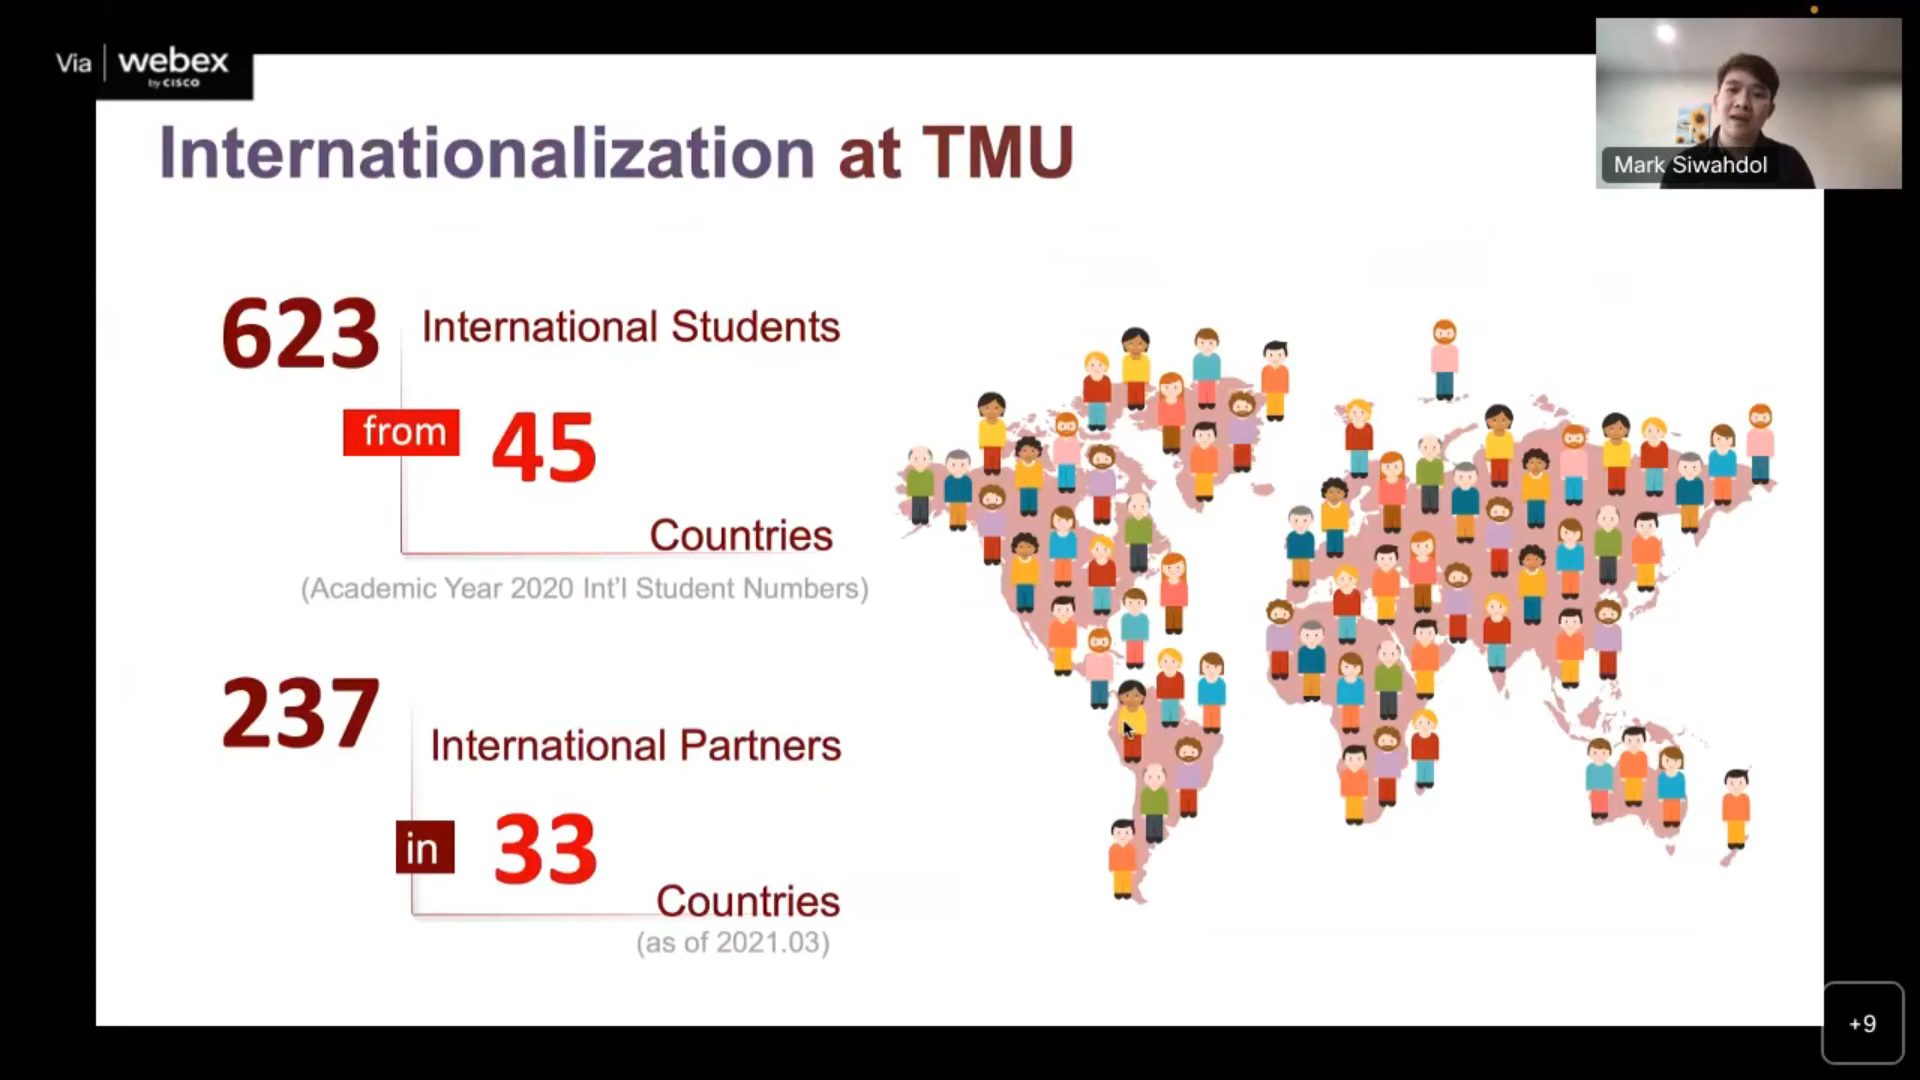 Via | webex
by CISCO
Mark Siwahdol
Internationalization at TMU
623
International Students
from
45
Countries
(Academic Year 2020 Int'l Student Numbers)
237
International Partners
in
33
Countries
(as of 2021.03)
+9